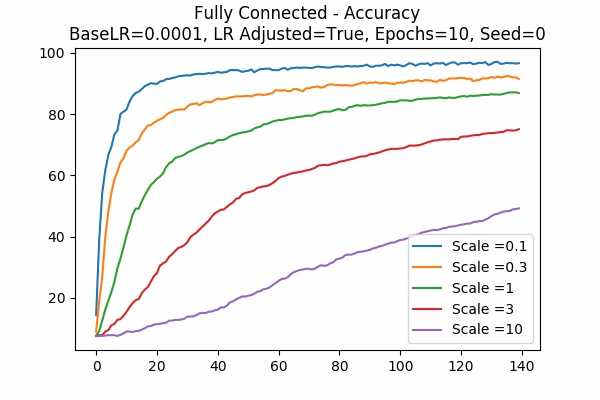 Fully Connected - Accuracy
BaseLR=0.0001, LR Adjusted=True, Epochs=10, Seed=0
100
80
60
40
20
0 20 40 60 80 100 120 140
Scale =0.1
Scale =0.3
Scale =1
Scale =3
Scale =10